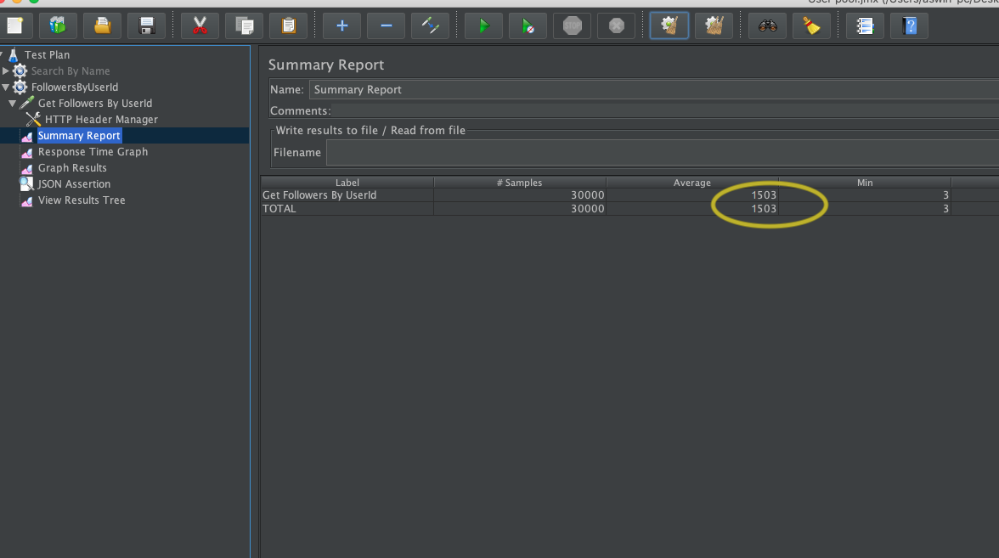 User pool.jmx (/Users/aswin-pc/Desk
STOP
?
Test Plan
Search By Name
FollowersByUserId
Get Followers By UserId
HTTP Header Manager
Summary Report
Response Time Graph
Graph Results
JSON Assertion
View Results Tree
Summary Report
Name: Summary Report
Comments:
Write results to file / Read from file
Filename
Label # Samples Average Min
Get Followers By UserId 30000 1503 3
TOTAL 30000 1503 3